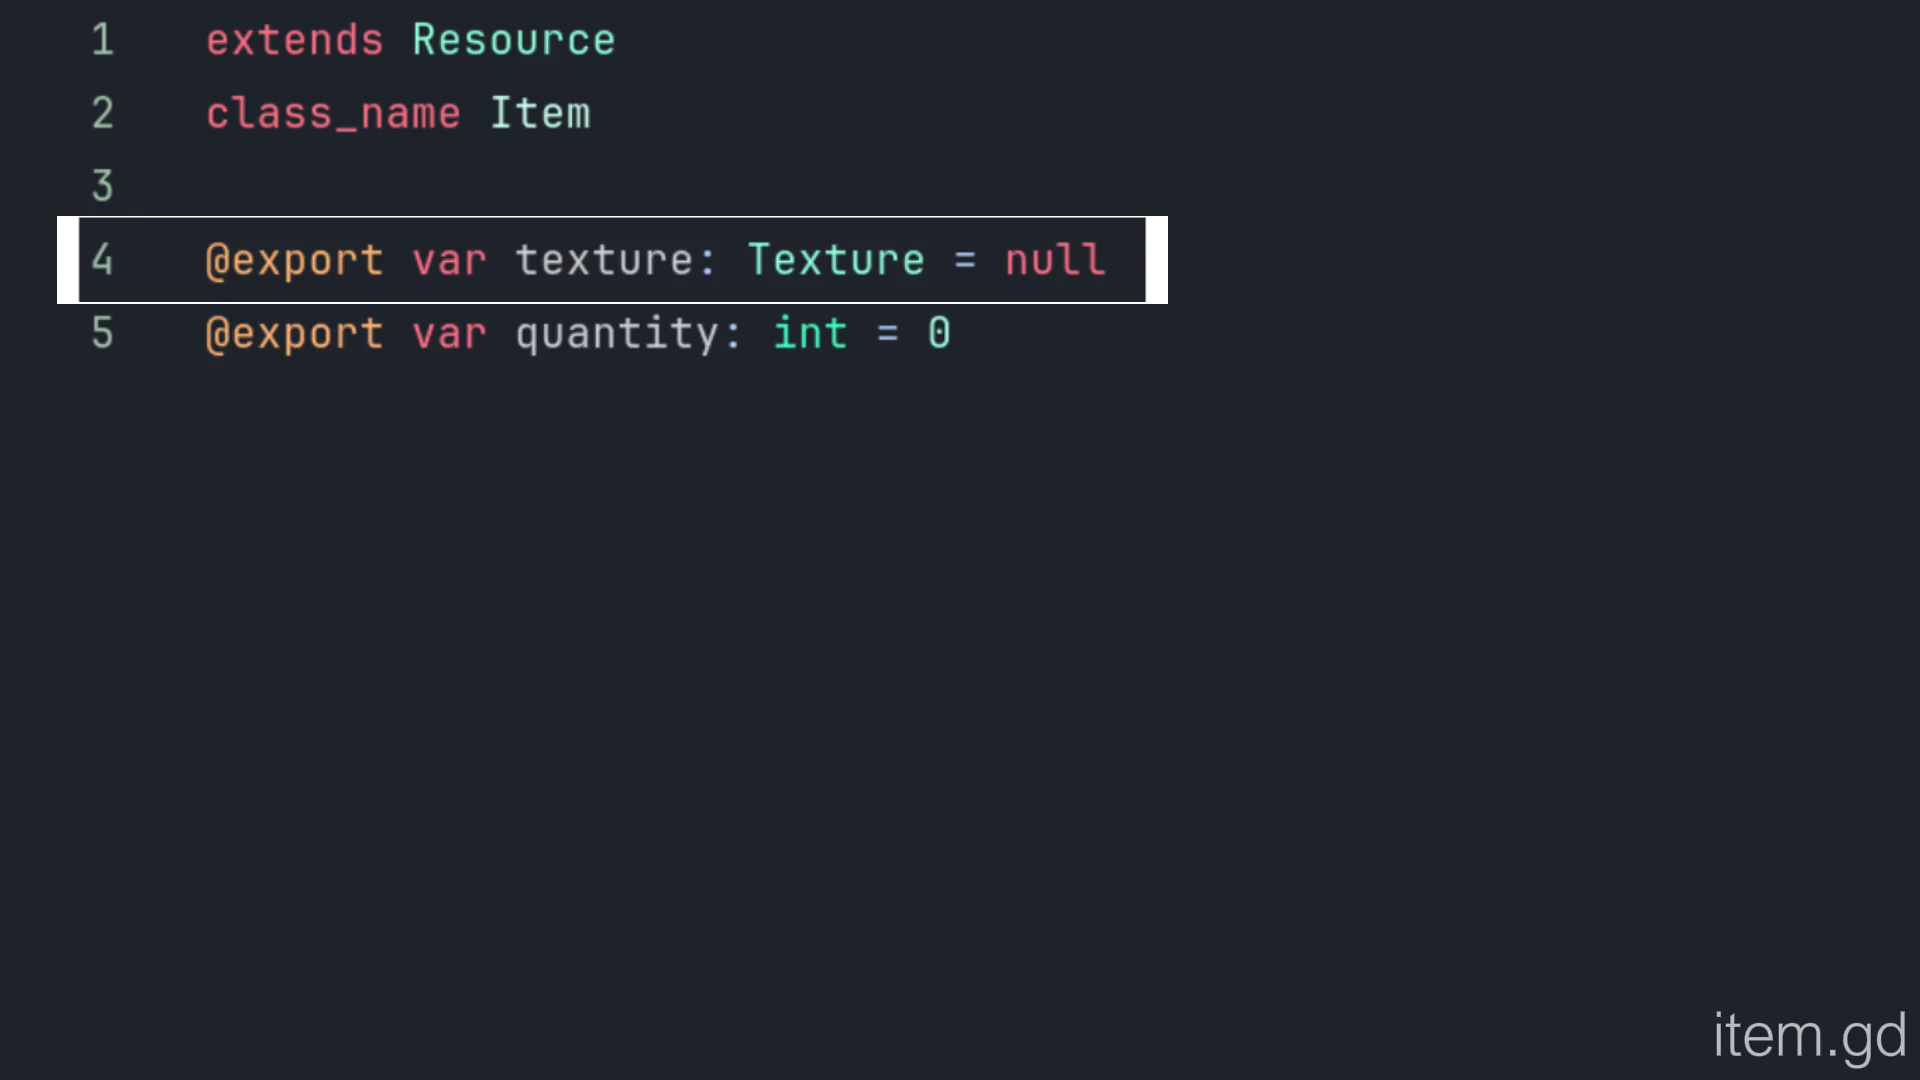 1 extends Resource
2 class_name Item
3
4 @export var texture: Texture = null
5 @export var quantity: int = 0
item.gd